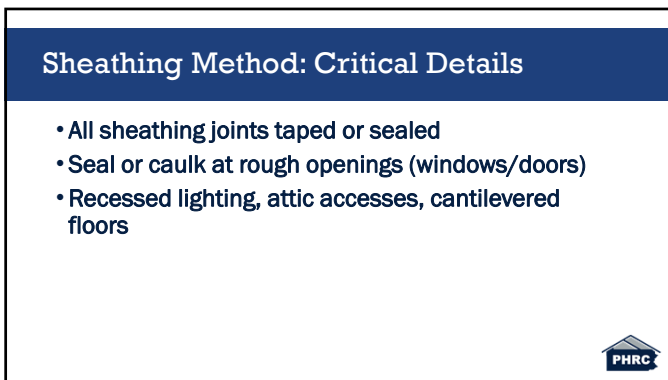 Sheathing Method: Critical Details
• All sheathing joints taped or sealed
• Seal or caulk at rough openings (windows/doors)
• Recessed lighting, attic accesses, cantilevered
floors
PHRC